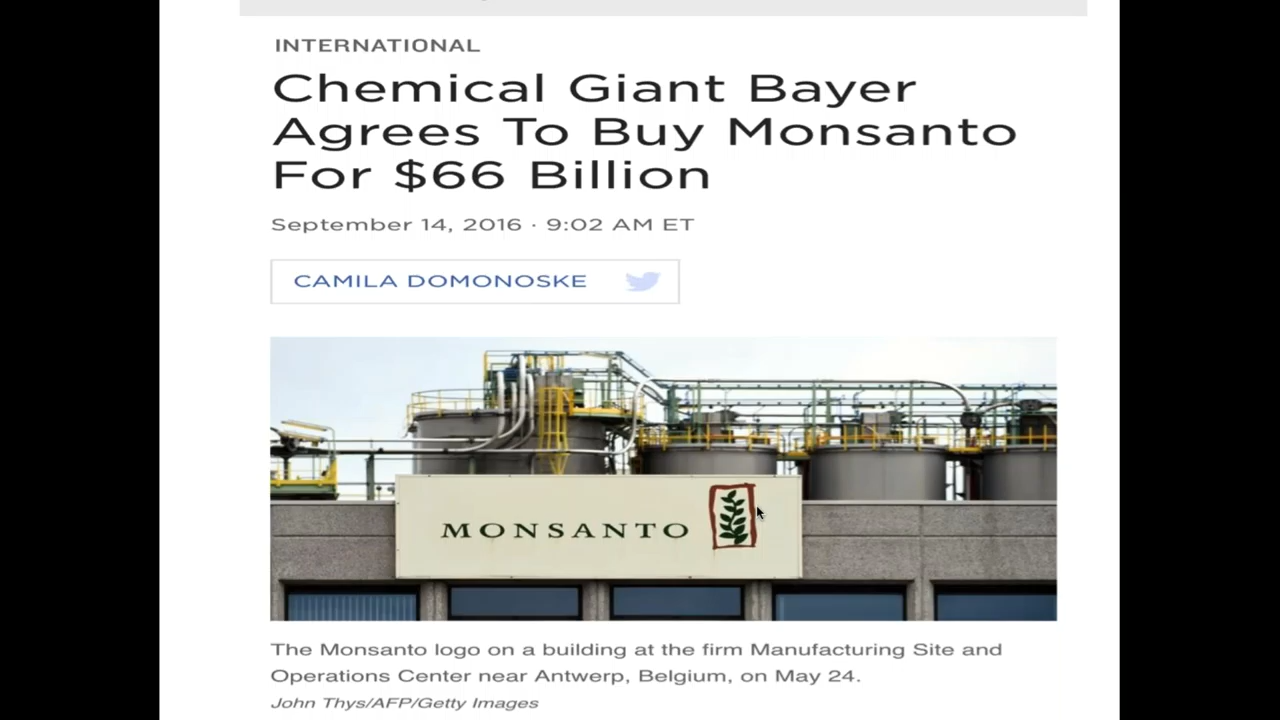 INTERNATIONAL
Chemical Giant Bayer
Agrees To Buy Monsanto
For $66 Billion
September 14, 2016 · 9:02 AM ET
CAMILA DOMONOSKE
MONSANTO
The Monsanto logo on a building at the firm Manufacturing Site and
Operations Center near Antwerp, Belgium, on May 24.
John Thys/AFP/Getty Images